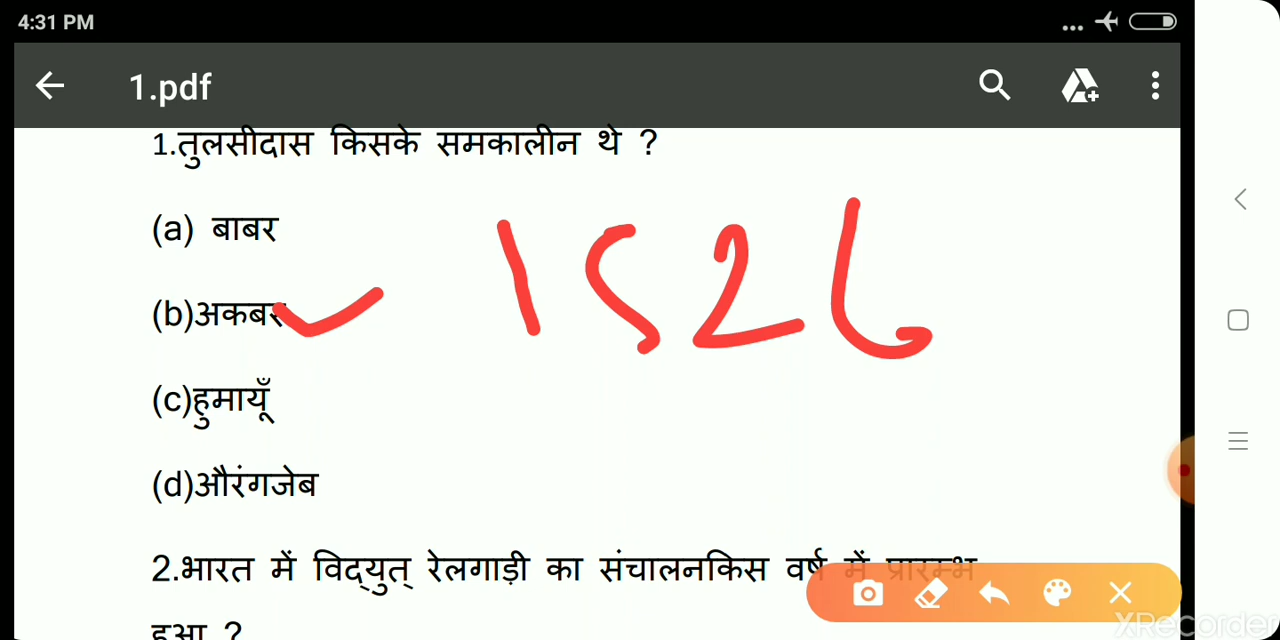 4:31 PM
1.pdf
1.तुलसीदास किसके समकालीन थे ?
(a) बाबर
(b)अकबर
1526
(c)हुमायूँ
(d)औरंगजेब
2.भारत में विद्युत् रेलगाड़ी का संचालनकिस वर्ष में प्रारम्भ
हुआ ?
XRecorder